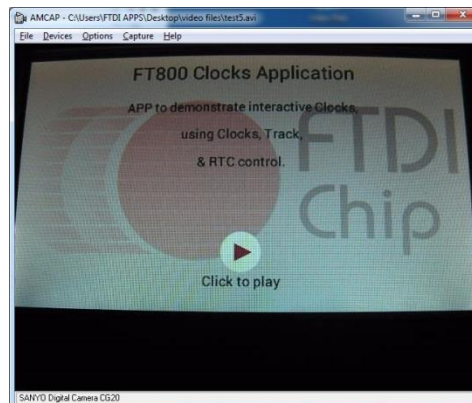 AMCAP - C:\Users\FTDI APPS\Desktop\video files\test5.avi
File Devices Options Capture Help
FT800 Clocks Application
APP to demonstrate interactive Clocks,
using Clocks, Track,
& RTC control.
FTDI
Chip
Click to play
SANYO Digital Camera CG20